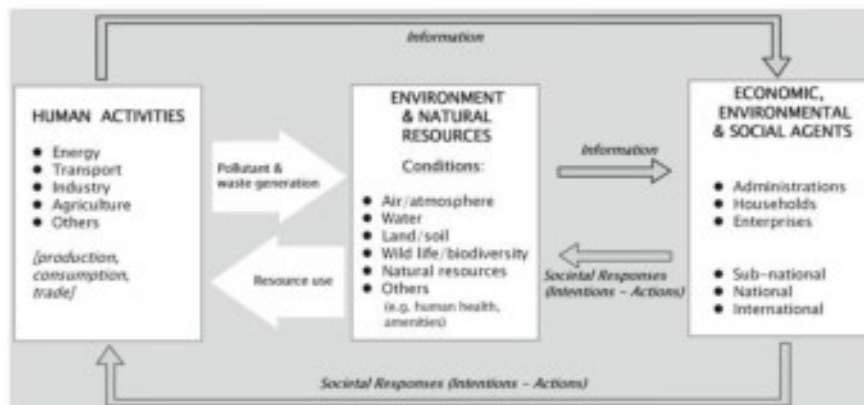 Information
HUMAN ACTIVITIES
● Energy
● Transport
● Industry
● Agriculture
● Others
[production,
consumption,
trade]
Pollutant &
waste generation
Resource use
ENVIRONMENT
& NATURAL
RESOURCES
Conditions:
● Air/atmosphere
● Water
● Land/soil
● Wild life/biodiversity
● Natural resources
● Others
(e.g. human health,
amenities)
Information
Societal Responses
(Intentions - Actions)
ECONOMIC,
ENVIRONMENTAL
& SOCIAL AGENTS
● Administrations
● Households
● Enterprises
● Sub-national
● National
● International
Societal Responses (Intentions - Actions)